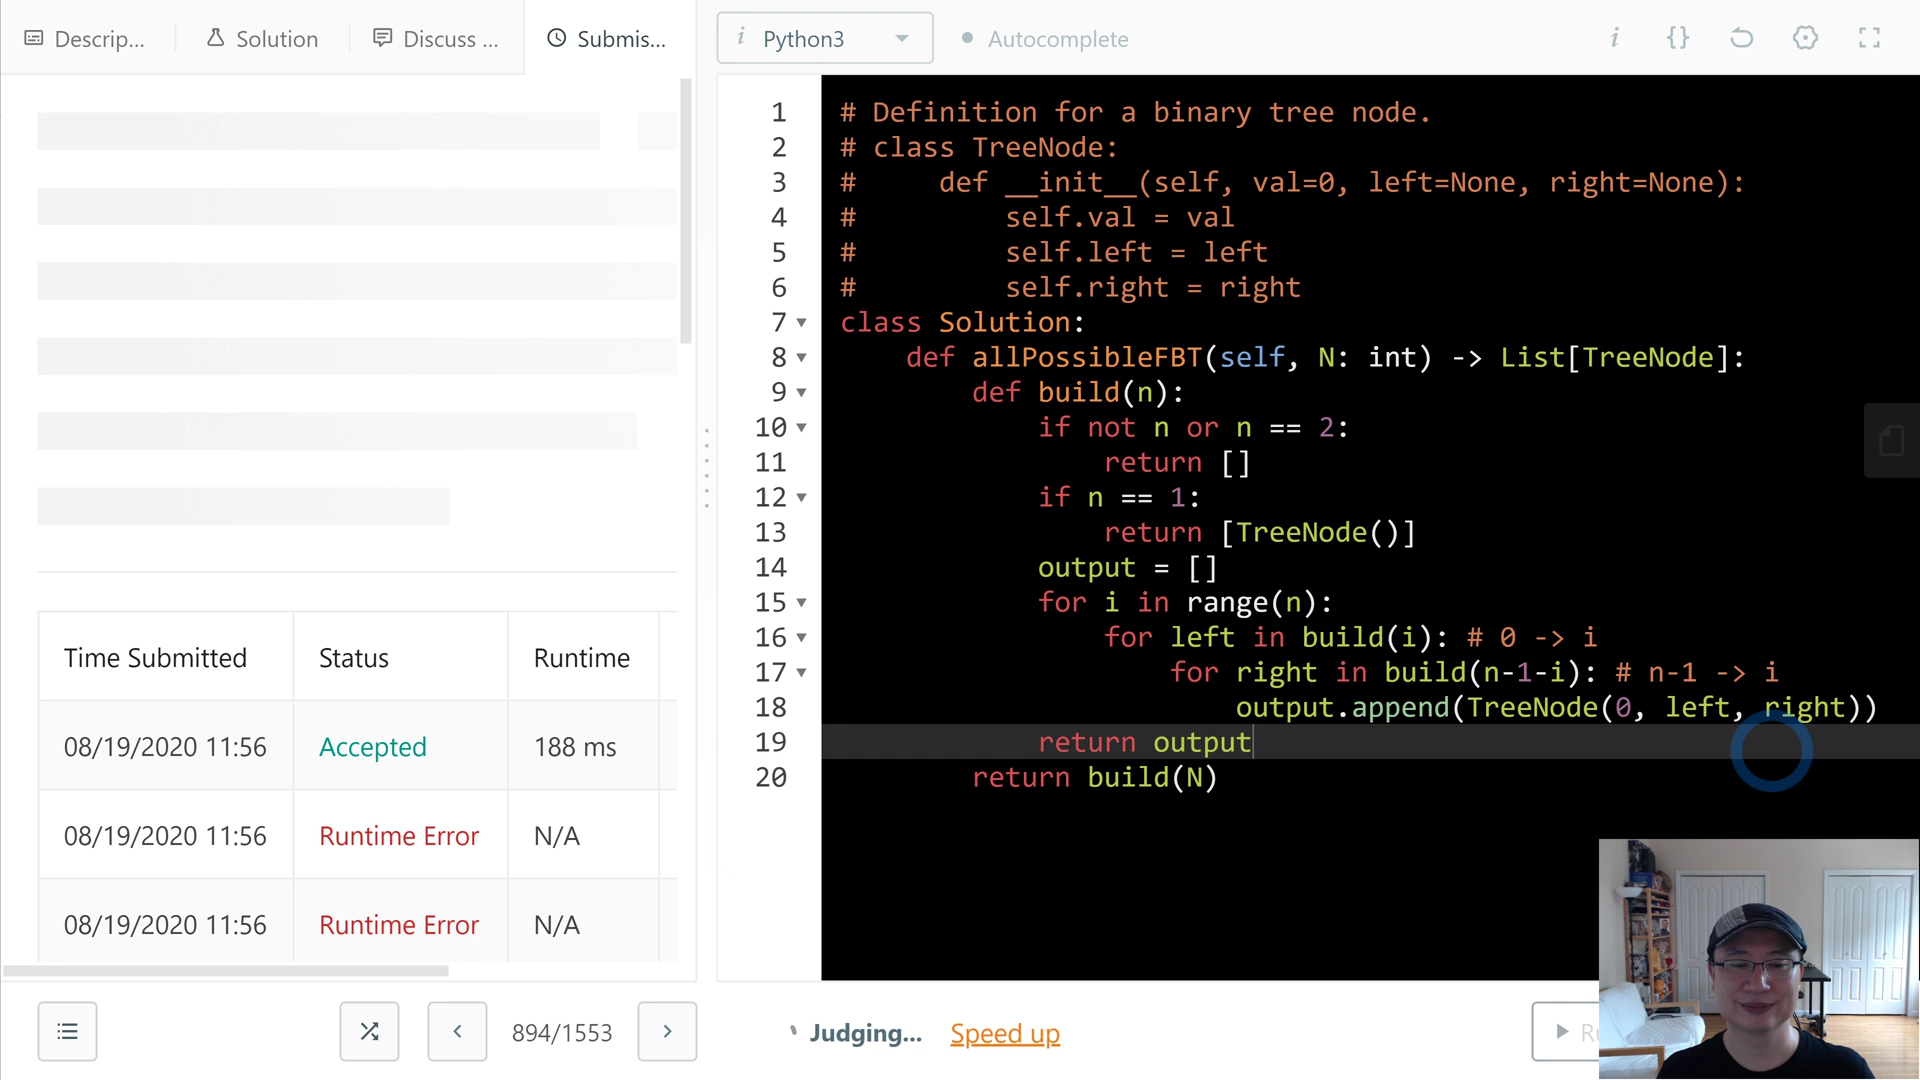 Descrip...
Solution
Discuss ...
Submis...
i Python3
Autocomplete
i {}
1 # Definition for a binary tree node.
2 # class TreeNode:
3 #     def __init__(self, val=0, left=None, right=None):
4 #         self.val = val
5 #         self.left = left
6 #         self.right = right
7 class Solution:
8     def allPossibleFBT(self, N: int) -> List[TreeNode]:
9         def build(n):
10             if not n or n == 2:
11                 return []
12             if n == 1:
13                 return [TreeNode()]
14             output = []
15             for i in range(n):
16                 for left in build(i): # 0 -> i
17                     for right in build(n-1-i): # n-1 -> i
18                         output.append(TreeNode(0, left, right))
19             return output
20         return build(N)
Time Submitted Status Runtime
08/19/2020 11:56 Accepted 188 ms
08/19/2020 11:56 Runtime Error N/A
08/19/2020 11:56 Runtime Error N/A
894/1553
Judging...
Speed up